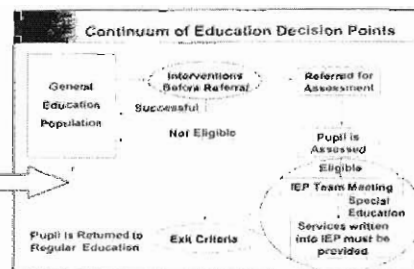 Continuum of Education Decision Points
General
Education
Population
Interventions
Before Referral
Referred for
Assessment
Successful
Not Eligible
Pupil is
Assessed
Eligible
IEP Team Meeting
Special
Education
Services written
into IEP must be
provided
Exit Criteria
Pupil is Returned to
Regular Education